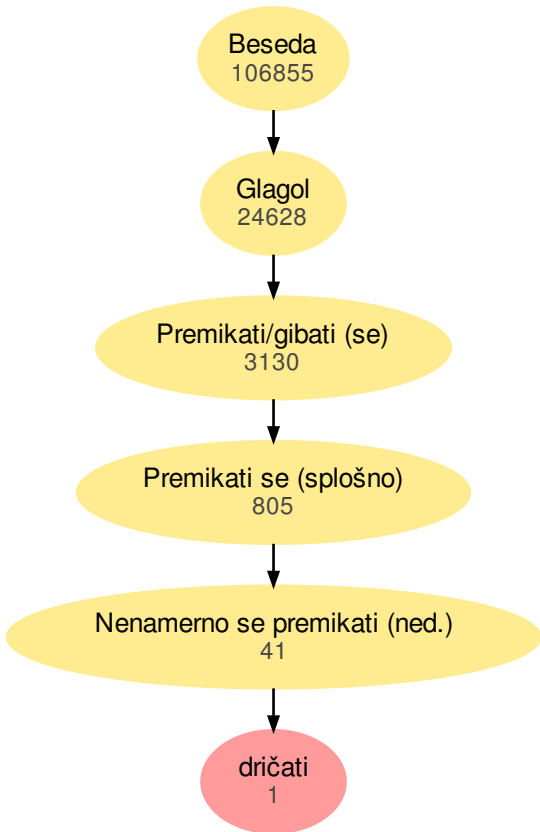 Beseda
106855
Glagol
24628
Premikati/gibati (se)
3130
Premikati se (splošno)
805
Nenamerno se premikati (ned.)
41
dričati
1